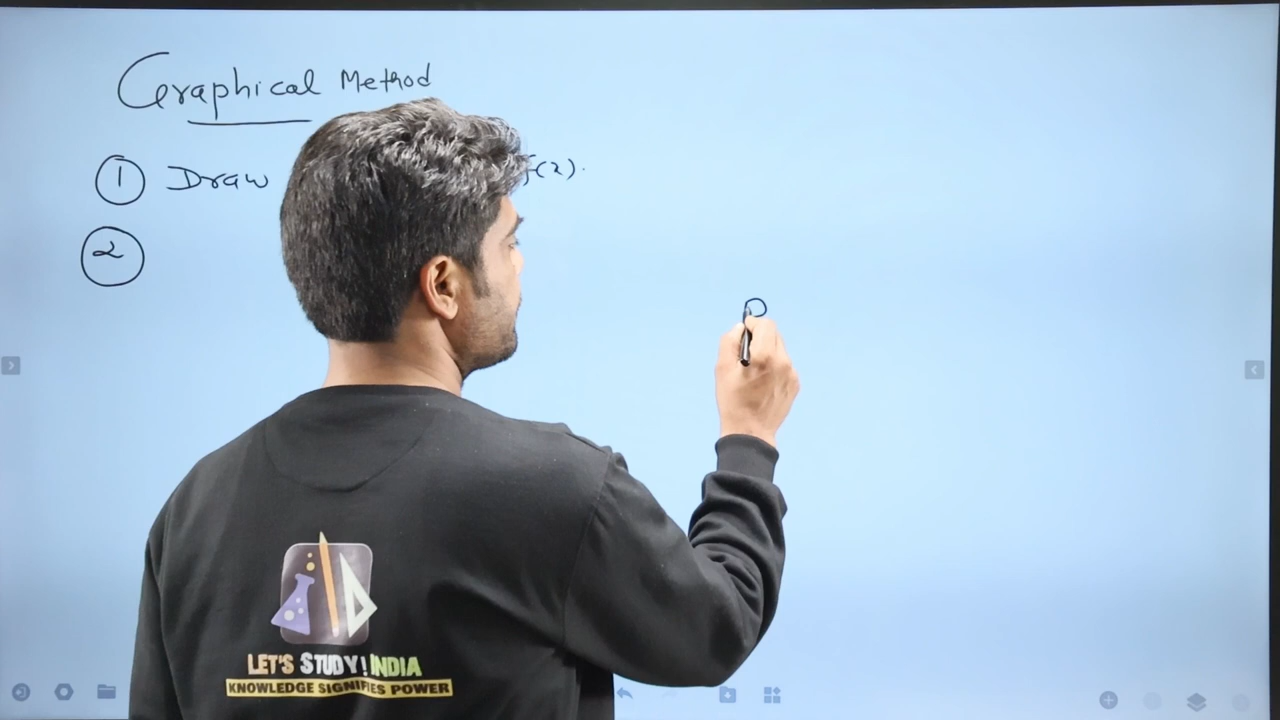 Graphical Method
① Draw f(x).
②
LET'S STUDY! INDIA
KNOWLEDGE SIGNIFIES POWER